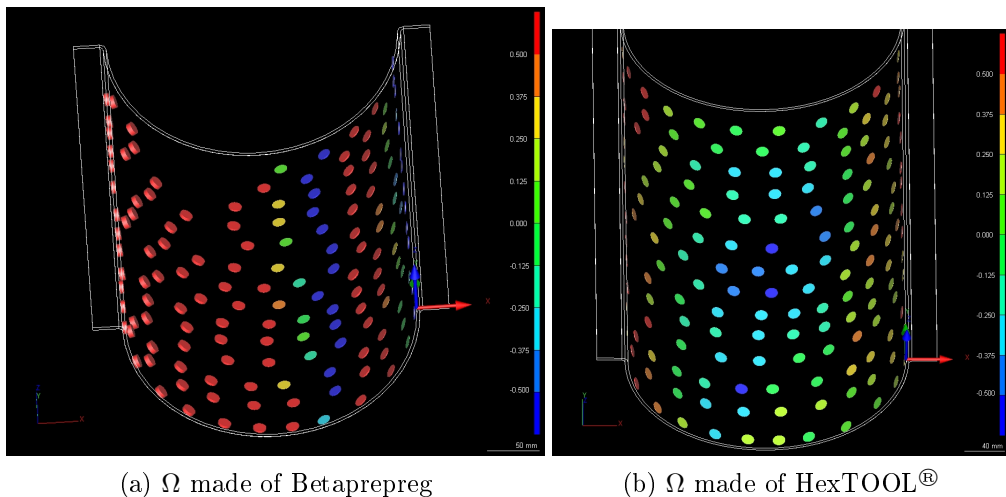 0.500
0.375
0.250
0.125
0.000
-0.125
-0.250
-0.375
-0.500
X
Y
X
50 mm
0.500
0.375
0.250
0.125
0.000
-0.125
-0.250
-0.375
-0.500
X
Y
X
40 mm
(a) Ω made of Betaprepreg
(b) Ω made of HexTOOL®